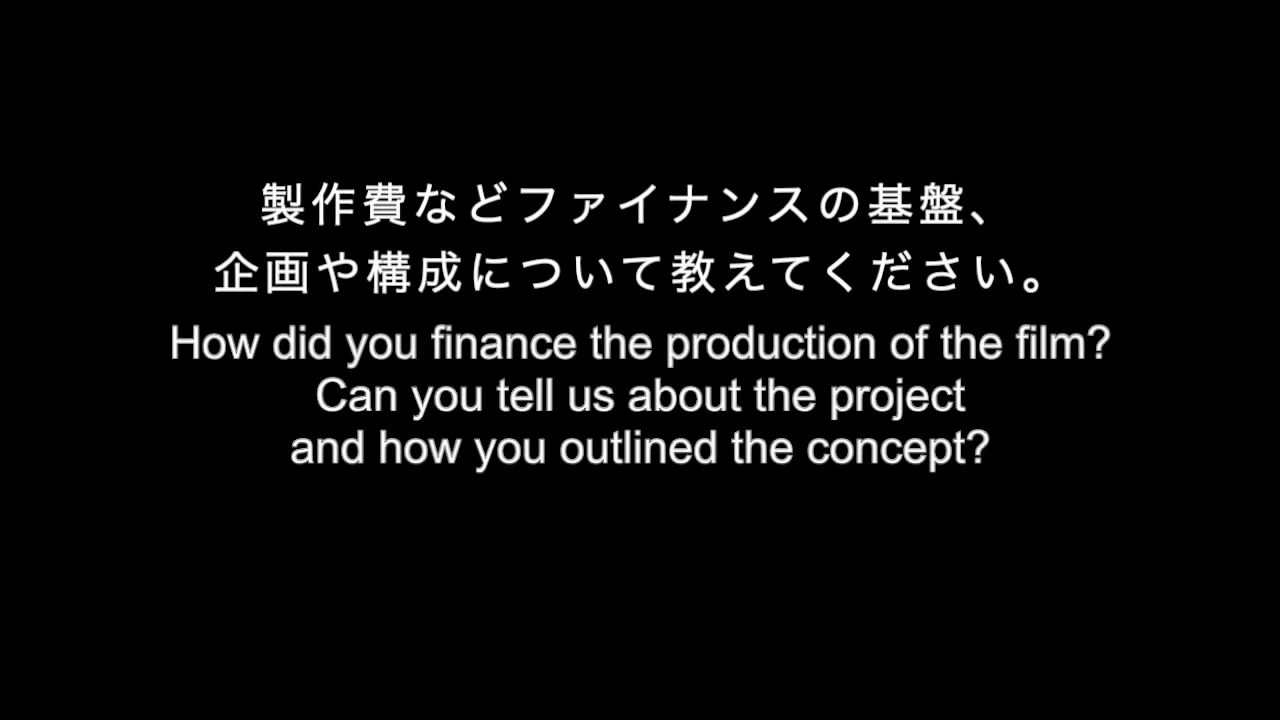 製作費などファイナンスの基盤、
企画や構成について教えてください。
How did you finance the production of the film?
Can you tell us about the project
and how you outlined the concept?